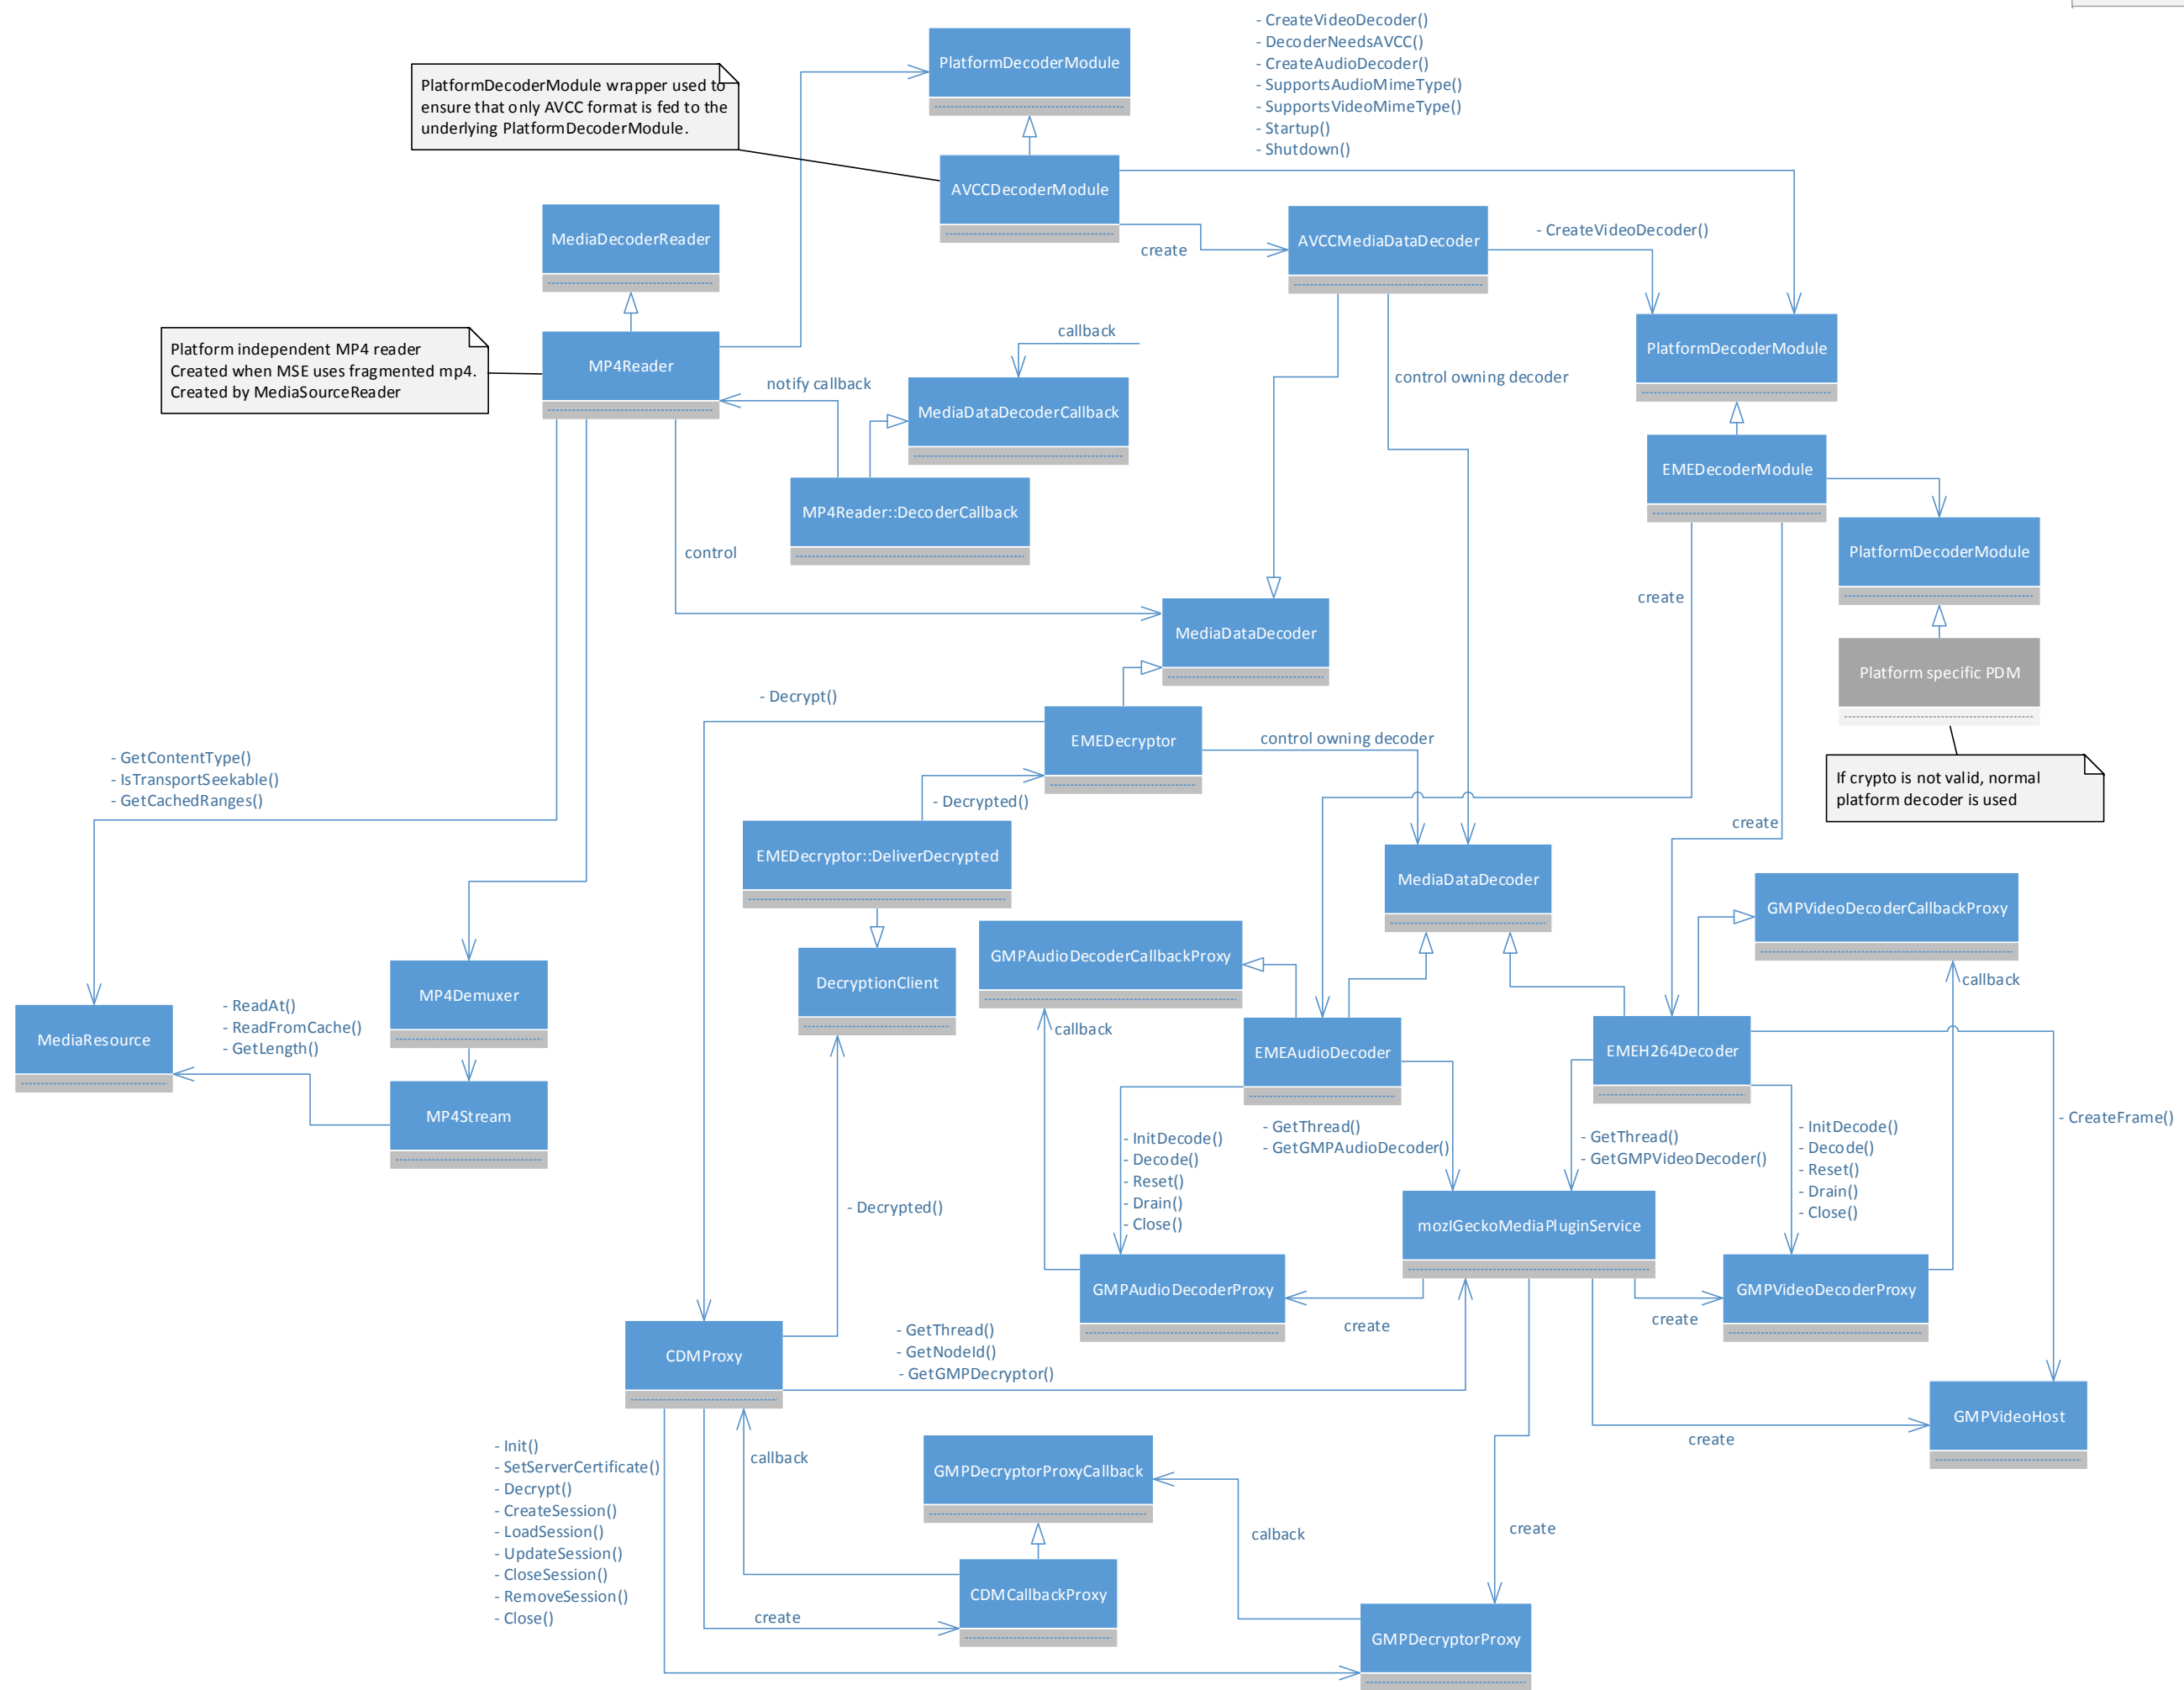 - CreateVideoDecoder()
- DecoderNeedsAVCC()
- CreateAudioDecoder()
- SupportsAudioMimeType()
- SupportsVideoMimeType()
- Startup()
- Shutdown()
PlatformDecoderModule
PlatformDecoderModule wrapper used to
ensure that only AVCC format is fed to the
underlying PlatformDecoderModule.
AVCCDecoderModule
MediaDecoderReader
create
AVCCMediaDataDecoder
- CreateVideoDecoder()
Platform independent MP4 reader
Created when MSE uses fragmented mp4.
Created by MediaSourceReader
MP4Reader
callback
PlatformDecoderModule
notify callback
MediaDataDecoderCallback
control owning decoder
EMEDecoderModule
MP4Reader::DecoderCallback
control
PlatformDecoderModule
create
MediaDataDecoder
Platform specific PDM
- Decrypt()
EMEDecryptor
control owning decoder
If crypto is not valid, normal
platform decoder is used
- GetContentType()
- IsTransportSeekable()
- GetCachedRanges()
- Decrypted()
create
EMEDecryptor::DeliverDecrypted
MediaDataDecoder
GMPVideoDecoderCallbackProxy
GMPAudioDecoderCallbackProxy
DecryptionClient
callback
MP4Demuxer
MediaResource
- ReadAt()
- ReadFromCache()
- GetLength()
callback
EMEAudioDecoder
EMEH264Decoder
MP4Stream
- InitDecode()
- Decode()
- Reset()
- Drain()
- Close()
- GetThread()
- GetGMPAudioDecoder()
- GetThread()
- GetGMPVideoDecoder()
- InitDecode()
- Decode()
- Reset()
- Drain()
- Close()
- CreateFrame()
- Decrypted()
mozIGeckoMediaPluginService
GMPAudioDecoderProxy
GMPVideoDecoderProxy
create
create
CDMProxy
- GetThread()
- GetNodeId()
- GetGMPDecryptor()
GMPVideoHost
create
- Init()
- SetServerCertificate()
- Decrypt()
- CreateSession()
- LoadSession()
- UpdateSession()
- CloseSession()
- RemoveSession()
- Close()
callback
GMPDecryptorProxyCallback
calback
create
CDMCallbackProxy
create
GMPDecryptorProxy